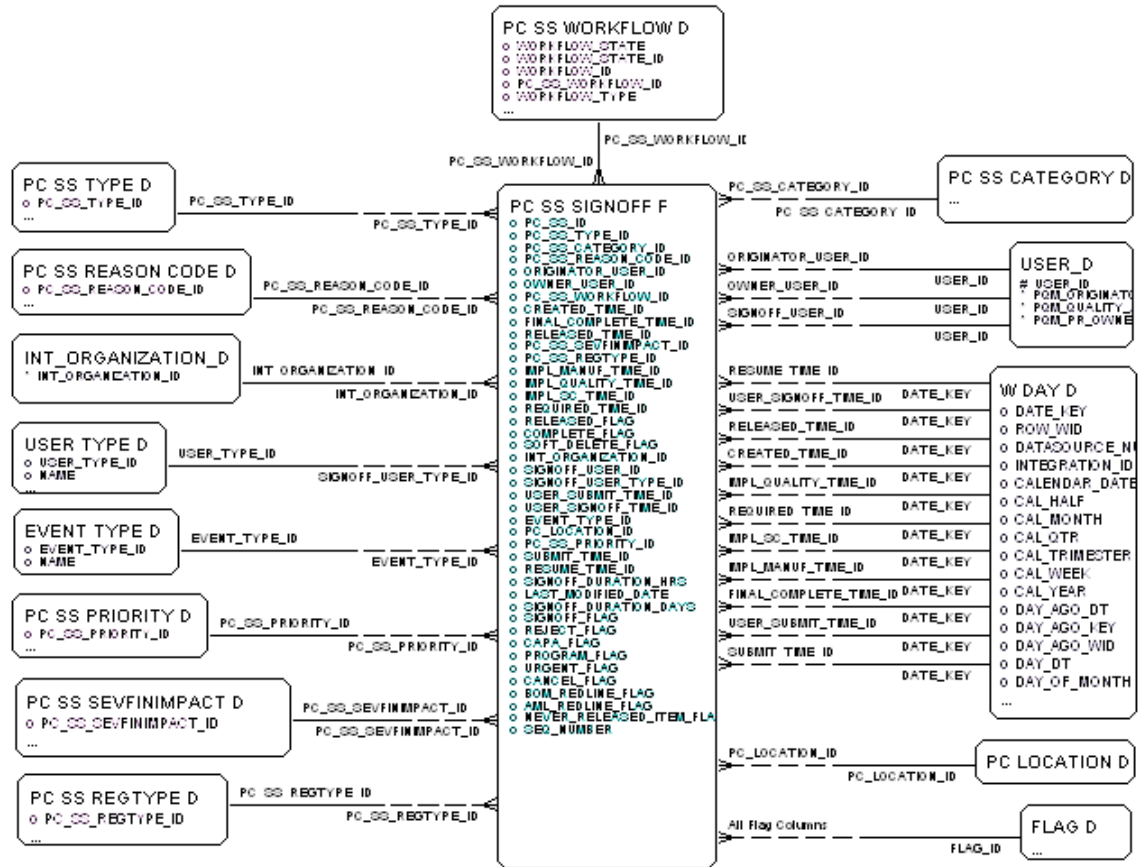 PC SS WORKFLOW D
o WORKFLOW_STATE
o WORKFLOW_STATE_ID
o WORKFLOW_ID
o PC_SS_WORKFLOW_ID
o WORKFLOW_TYPE
...
PC_SS_WORKFLOW_ID
PC_SS_WORKFLOW_ID
PC SS TYPE D
o PC_SS_TYPE_ID
...
PC_SS_TYPE_ID
PC_SS_TYPE_ID
PC SS REASON CODE D
o PC_SS_REASON_CODE_ID
...
PC_SS_REASON_CODE_ID
PC_SS_REASON_CODE_ID
INT_ORGANIZATION_D
* INT_ORGANIZATION_ID
INT ORGANIZATION ID
INT_ORGANIZATION_ID
USER TYPE D
o USER_TYPE_ID
o NAME
...
USER_TYPE_ID
SIGNOFF_USER_TYPE_ID
EVENT TYPE D
o EVENT_TYPE_ID
o NAME
EVENT_TYPE_ID
EVENT_TYPE_ID
PC SS PRIORITY D
o PC_SS_PRIORITY_ID
...
PC_SS_PRIORITY_ID
PC_SS_PRIORITY_ID
PC SS SEVFINIMPACT D
o PC_SS_SEVFINIMPACT_ID
...
PC_SS_SEVFINIMPACT_ID
PC_SS_SEVFINIMPACT_ID
PC SS REGTYPE D
o PC_SS_REGTYPE_ID
...
PC SS REGTYPE ID
PC_SS_REGTYPE_ID
PC SS SIGNOFF F
o PC_SS_ID
o PC_SS_TYPE_ID
o PC_SS_CATEGORY_ID
o PC_SS_REASON_CODE_ID
o ORIGINATOR_USER_ID
o OWNER_USER_ID
o PC_SS_WORKFLOW_ID
o CREATED_TIME_ID
o FINAL_COMPLETE_TIME_ID
o RELEASED_TIME_ID
o PC_SS_SEVFINIMPACT_ID
o PC_SS_REGTYPE_ID
o IMPL_MANUF_TIME_ID
o IMPL_QUALITY_TIME_ID
o IMPL_SC_TIME_ID
o REQUIRED_TIME_ID
o RELEASED_FLAG
o COMPLETE_FLAG
o SOFT_DELETE_FLAG
o INT_ORGANIZATION_ID
o SIGNOFF_USER_ID
o SIGNOFF_USER_TYPE_ID
o USER_SUBMIT_TIME_ID
o USER_SIGNOFF_TIME_ID
o EVENT_TYPE_ID
o PC_LOCATION_ID
o PC_SS_PRIORITY_ID
o SUBMIT_TIME_ID
o RESUME_TIME_ID
o SIGNOFF_DURATION_HRS
o LAST_MODIFIED_DATE
o SIGNOFF_DURATION_DAYS
o SIGNOFF_FLAG
o REJECT_FLAG
o CAPA_FLAG
o PROGRAM_FLAG
o URGENT_FLAG
o CANCEL_FLAG
o BOM_REDLINE_FLAG
o AML_REDLINE_FLAG
o NEVER_RELEASED_ITEM_FLA
o SEQ_NUMBER
PC_SS_CATEGORY_ID
PC SS CATEGORY ID
PC SS CATEGORY D
...
ORIGINATOR_USER_ID
USER_ID
OWNER_USER_ID
USER_ID
SIGNOFF_USER_ID
USER_ID
USER_D
# USER_ID
* PQM_ORIGINATO
* PQM_QUALITY_
* PQM_PR_OWNE
RESUME TIME ID
DATE_KEY
USER_SIGNOFF_TIME_ID
DATE_KEY
RELEASED_TIME_ID
DATE_KEY
CREATED_TIME_ID
DATE_KEY
IMPL_QUALITY_TIME_ID
DATE_KEY
REQUIRED TIME ID
DATE_KEY
IMPL_SC_TIME_ID
DATE_KEY
IMPL_MANUF_TIME_ID
DATE_KEY
FINAL_COMPLETE_TIME_ID
DATE_KEY
USER_SUBMIT_TIME_ID
DATE_KEY
SUBMIT TIME ID
DATE_KEY
W DAY D
o DATE_KEY
o ROW_WID
o DATASOURCE_NU
o INTEGRATION_ID
o CALENDAR_DATE
o CAL_HALF
o CAL_MONTH
o CAL_QTR
o CAL_TRIMESTER
o CAL_WEEK
o CAL_YEAR
o DAY_AGO_DT
o DAY_AGO_KEY
o DAY_AGO_WID
o DAY_DT
o DAY_OF_MONTH
...
PC_LOCATION_ID
PC_LOCATION_ID
PC LOCATION D
All Flag Columns
FLAG_ID
FLAG D
...